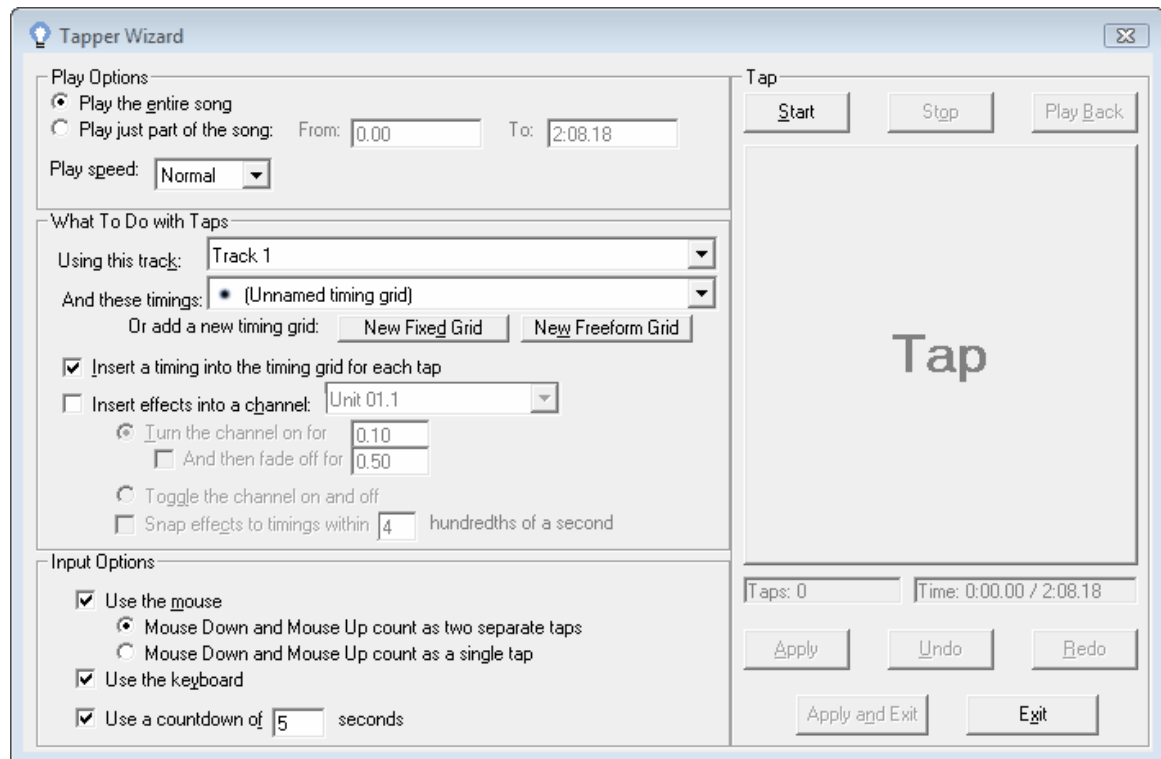 Tapper Wizard
Play Options
Play the entire song
Play just part of the song: From: 0.00 To: 2:08.18
Play speed: Normal
What To Do with Taps
Using this track: Track 1
And these timings: (Unnamed timing grid)
Or add a new timing grid: New Fixed Grid New Freeform Grid
Insert a timing into the timing grid for each tap
Insert effects into a channel: Unit 01.1
Turn the channel on for 0.10
And then fade off for 0.50
Toggle the channel on and off
Snap effects to timings within 4 hundredths of a second
Input Options
Use the mouse
Mouse Down and Mouse Up count as two separate taps
Mouse Down and Mouse Up count as a single tap
Use the keyboard
Use a countdown of 5 seconds
Tap
Start Stop Play Back
Tap
Taps: 0 Time: 0:00.00 / 2:08.18
Apply Undo Redo
Apply and Exit Exit